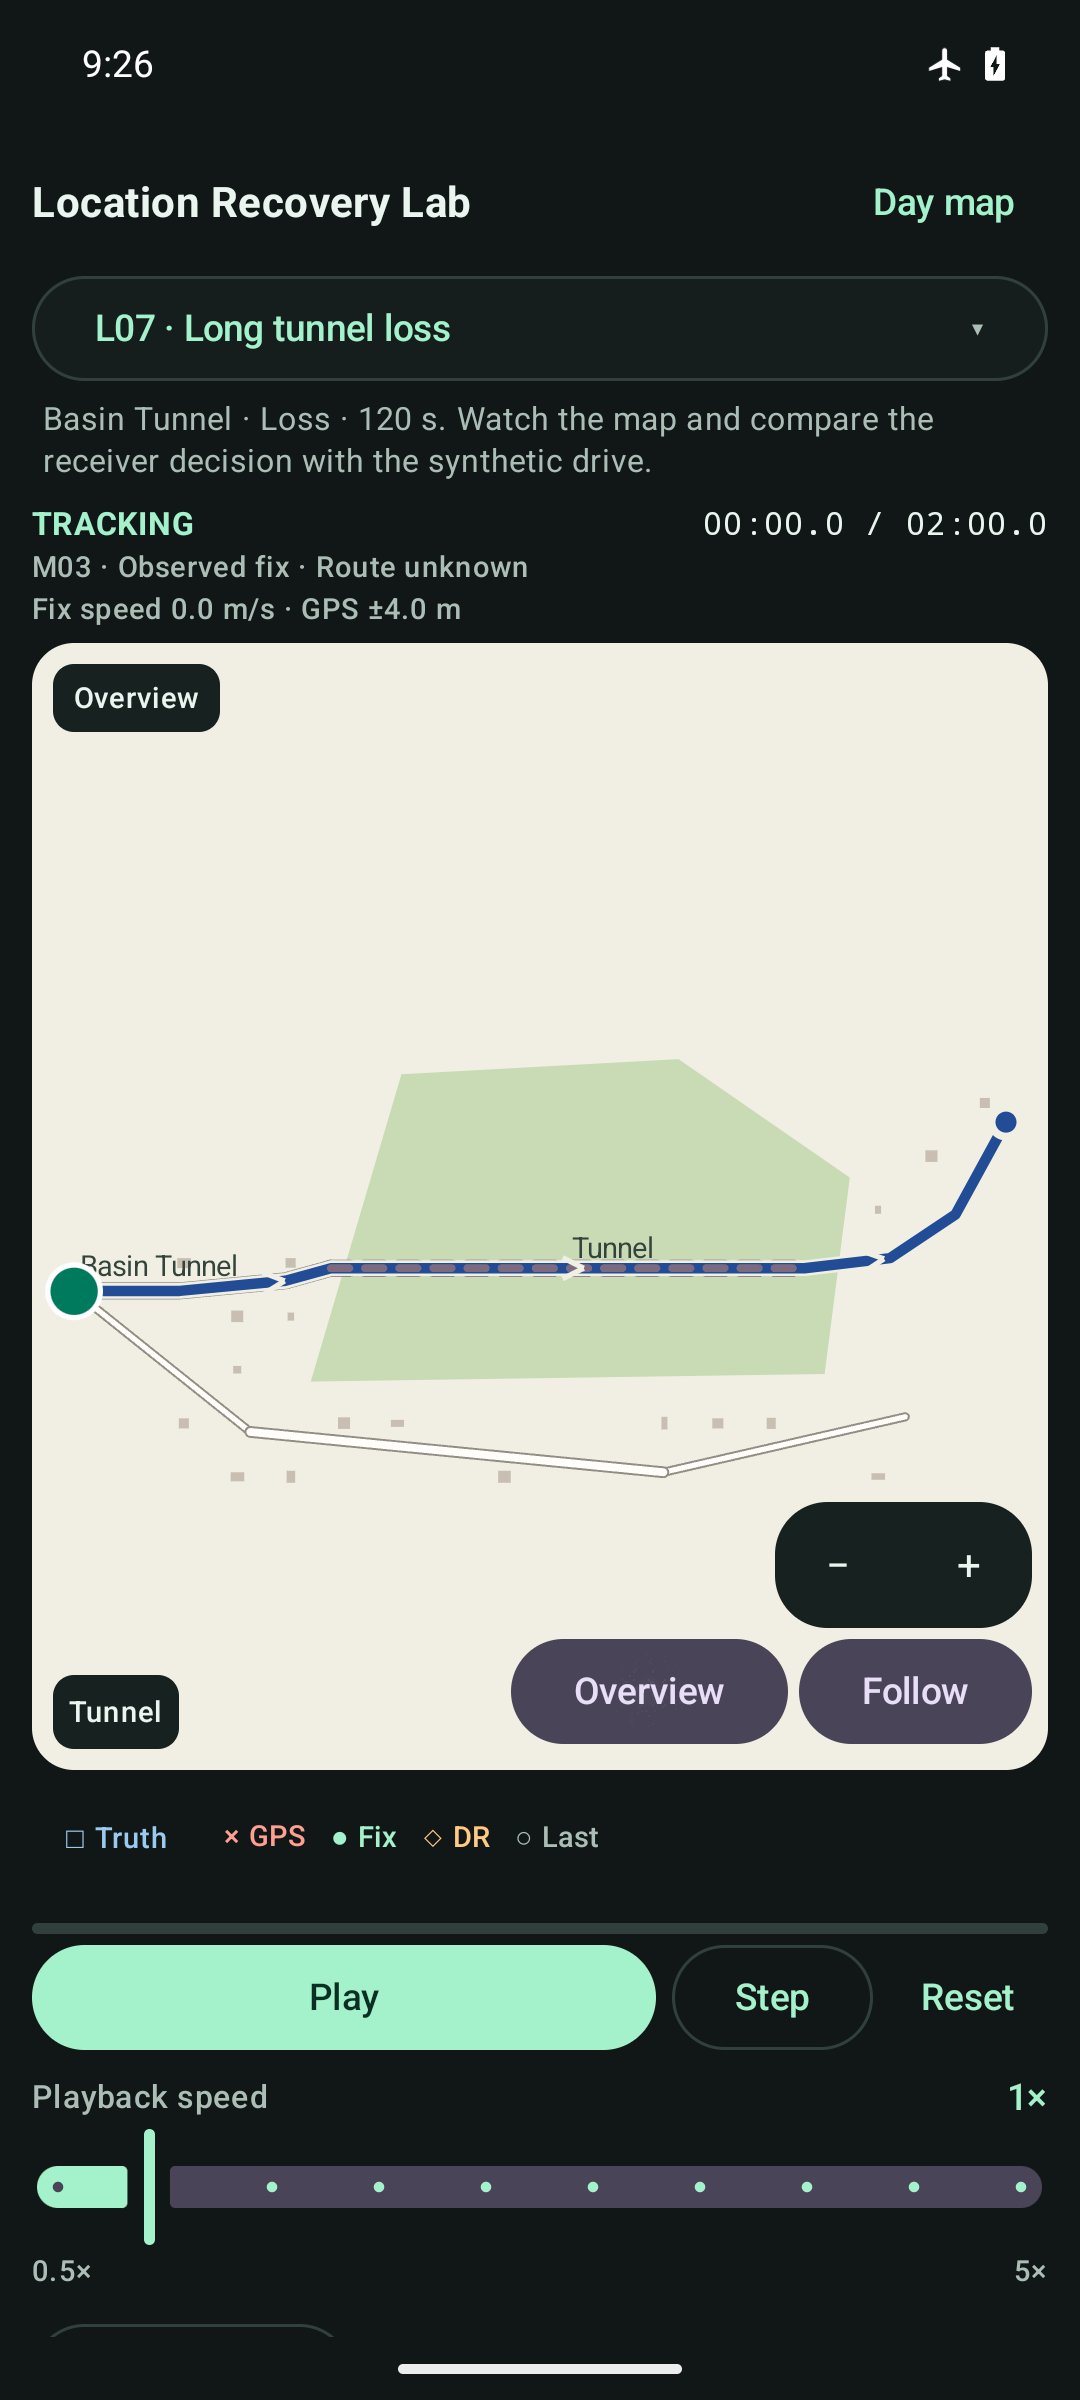 9:26
Location Recovery Lab
Day map
L07 · Long tunnel loss
Basin Tunnel · Loss · 120 s. Watch the map and compare the
receiver decision with the synthetic drive.
TRACKING
00:00.0 / 02:00.0
M03 · Observed fix · Route unknown
Fix speed 0.0 m/s · GPS ±4.0 m
Overview
Tunnel
Basin Tunnel
− +
Overview
Follow
Tunnel
□ Truth × GPS ● Fix ◇ DR ○ Last
Play
Step
Reset
Playback speed
1×
0.5×
5×